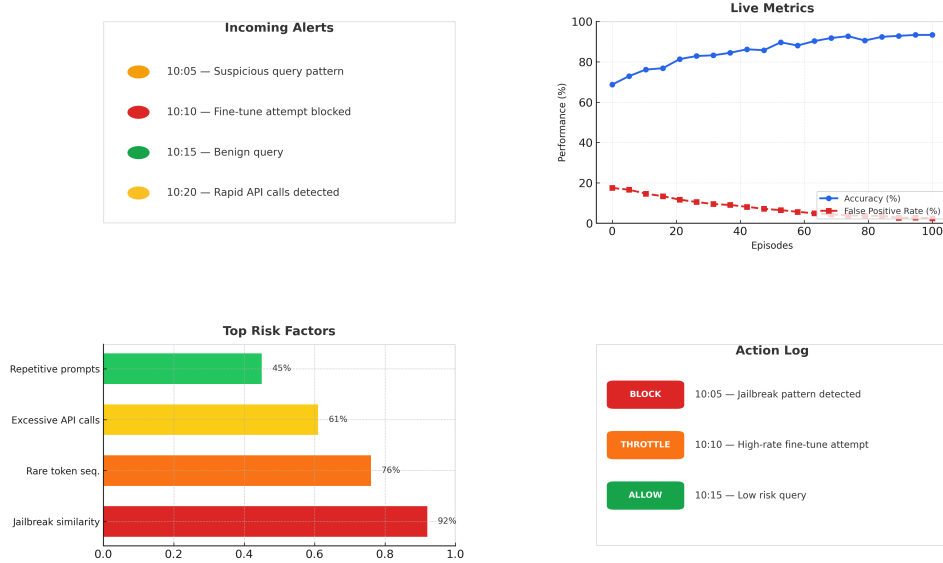 Incoming Alerts
10:05 — Suspicious query pattern
10:10 — Fine-tune attempt blocked
10:15 — Benign query
10:20 — Rapid API calls detected
Live Metrics
Performance (%)
100
80
60
40
20
0
Accuracy (%)
False Positive Rate (%)
0 20 40 60 80 100
Episodes
Top Risk Factors
Repetitive prompts 45%
Excessive API calls 61%
Rare token seq. 76%
Jailbreak similarity 92%
0.0 0.2 0.4 0.6 0.8 1.0
Action Log
BLOCK 10:05 — Jailbreak pattern detected
THROTTLE 10:10 — High-rate fine-tune attempt
ALLOW 10:15 — Low risk query